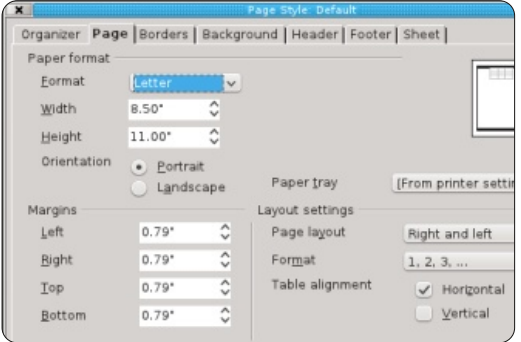 Page Style: Default
Organizer Page Borders Background Header Footer Sheet
Paper format
Format Letter
Width 8.50"
Height 11.00"
Orientation Portrait
Landscape
Paper tray [From printer settin
Margins
Left 0.79"
Right 0.79"
Top 0.79"
Bottom 0.79"
Layout settings
Page layout Right and left
Format 1, 2, 3, ...
Table alignment Horizontal
Vertical